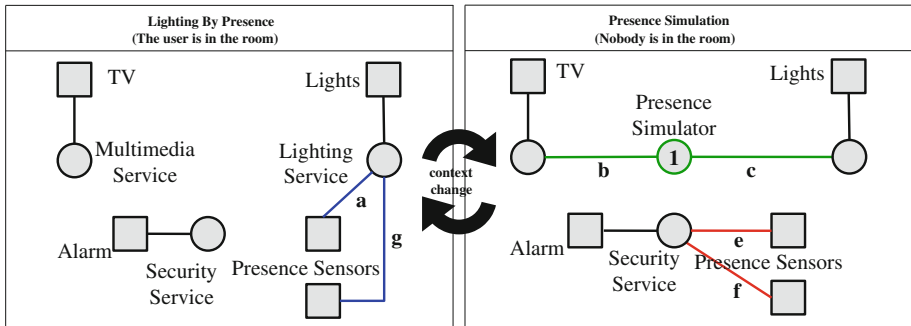 Lighting By Presence
(The user is in the room)
TV
Lights
Multimedia
Service
Lighting
Service
a
g
Alarm
Security
Service
Presence Sensors
context
change
Presence Simulation
(Nobody is in the room)
TV
Lights
Presence
Simulator
1
b
c
Alarm
Security
Service
e
Presence Sensors
f